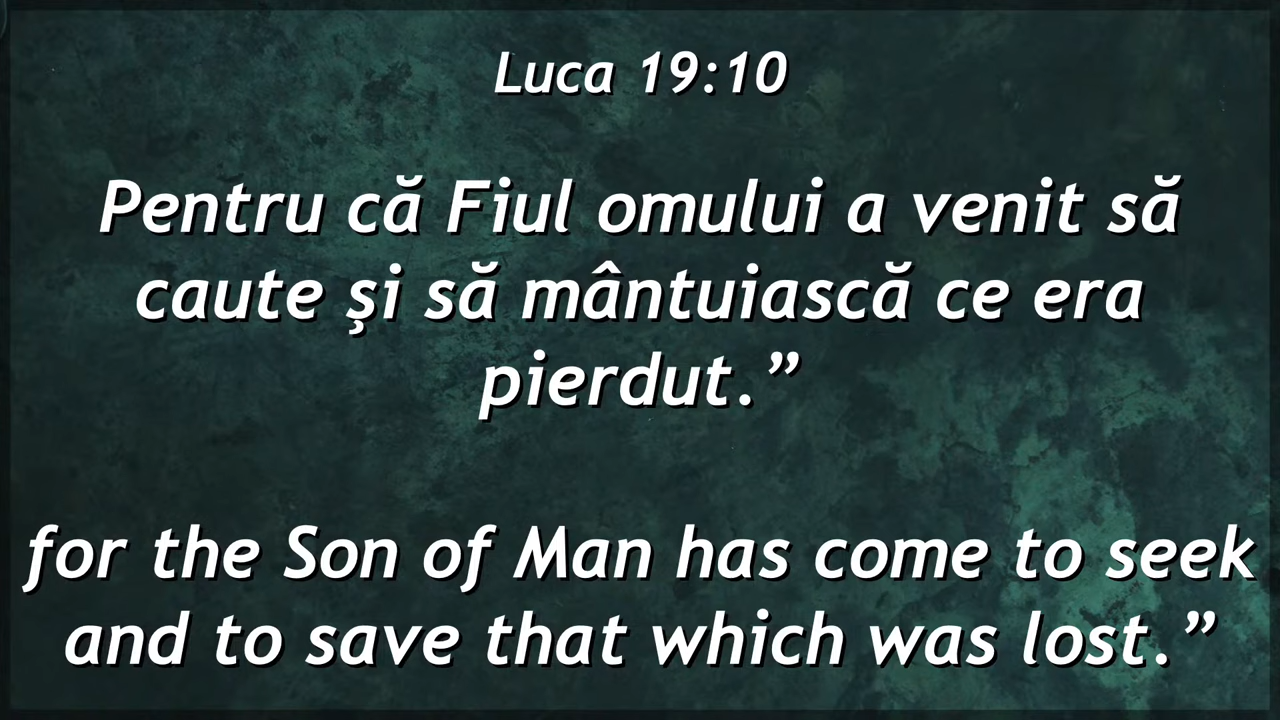 Luca 19:10
Pentru că Fiul omului a venit să
caute și să mântuiască ce era
pierdut.”
for the Son of Man has come to seek
and to save that which was lost.”